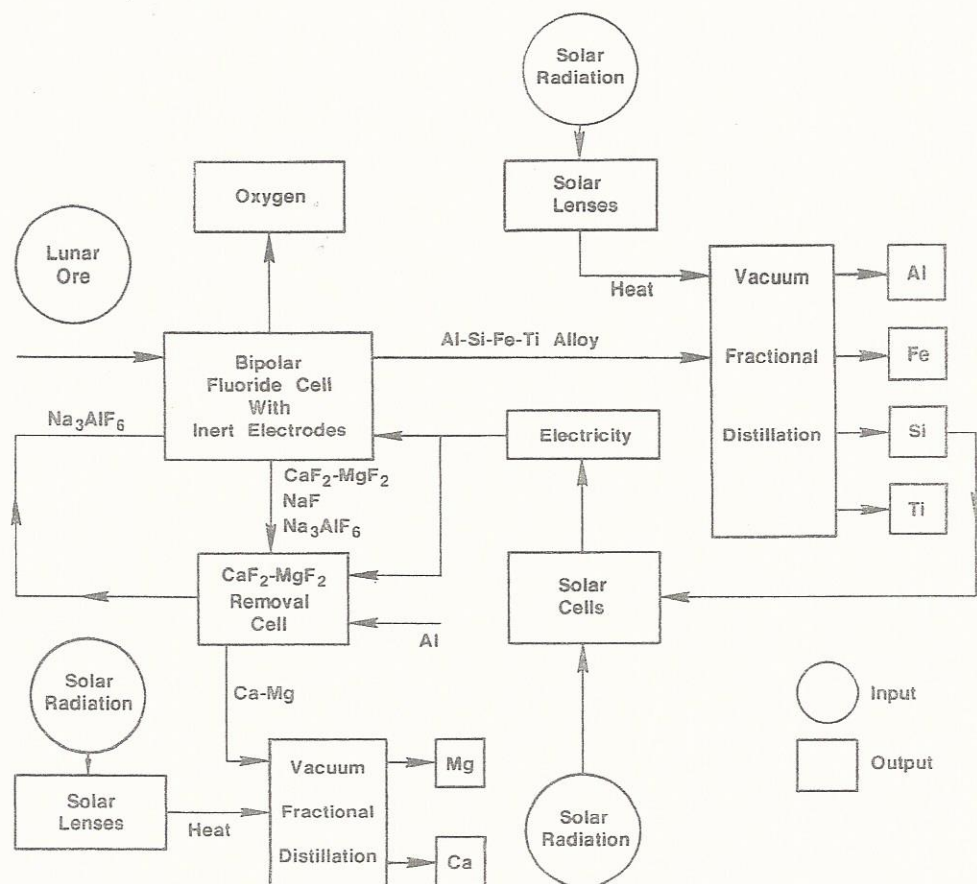 Solar
Radiation
Solar
Lenses
Oxygen
Lunar
Ore
Heat
Vacuum
Fractional
Distillation
Al
Fe
Si
Ti
Al-Si-Fe-Ti Alloy
Bipolar
Fluoride Cell
With
Inert Electrodes
Na₃AlF₆
Electricity
CaF₂-MgF₂
NaF
Na₃AlF₆
CaF₂-MgF₂
Removal
Cell
Al
Solar
Cells
Solar
Radiation
Ca-Mg
Input
Output
Solar
Lenses
Heat
Vacuum
Fractional
Distillation
Mg
Ca
Solar
Radiation